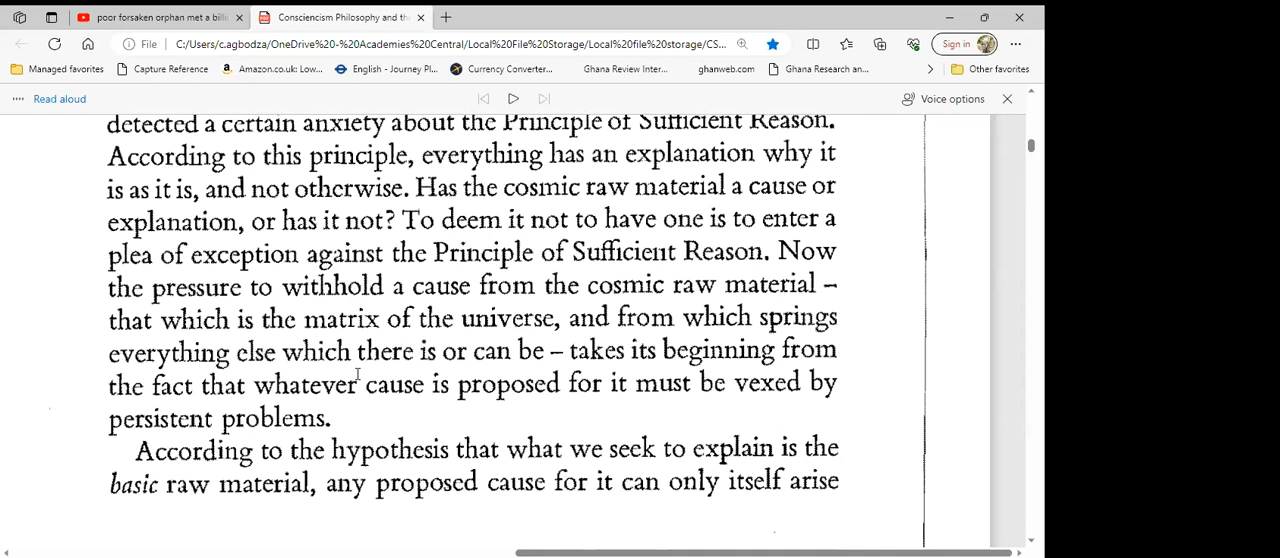 poor forsaken orphan met a billi
Consciencism Philosophy and th
File
C:/Users/c.agbodza/OneDrive%20-%20Academies%20Central/Local%20File%20Storage/Local%20file%20storage/CS...
Sign in
Managed favorites
Capture Reference
Amazon.co.uk: Low...
English - Journey Pl...
Currency Converter...
Ghana Review Inter...
ghanweb.com
Ghana Research an...
Other favorites
Read aloud
Voice options
detected a certain anxiety about the Principle of Sufficient Reason.
According to this principle, everything has an explanation why it
is as it is, and not otherwise. Has the cosmic raw material a cause or
explanation, or has it not? To deem it not to have one is to enter a
plea of exception against the Principle of Sufficient Reason. Now
the pressure to withhold a cause from the cosmic raw material –
that which is the matrix of the universe, and from which springs
everything else which there is or can be – takes its beginning from
the fact that whatever cause is proposed for it must be vexed by
persistent problems.
According to the hypothesis that what we seek to explain is the
basic raw material, any proposed cause for it can only itself arise